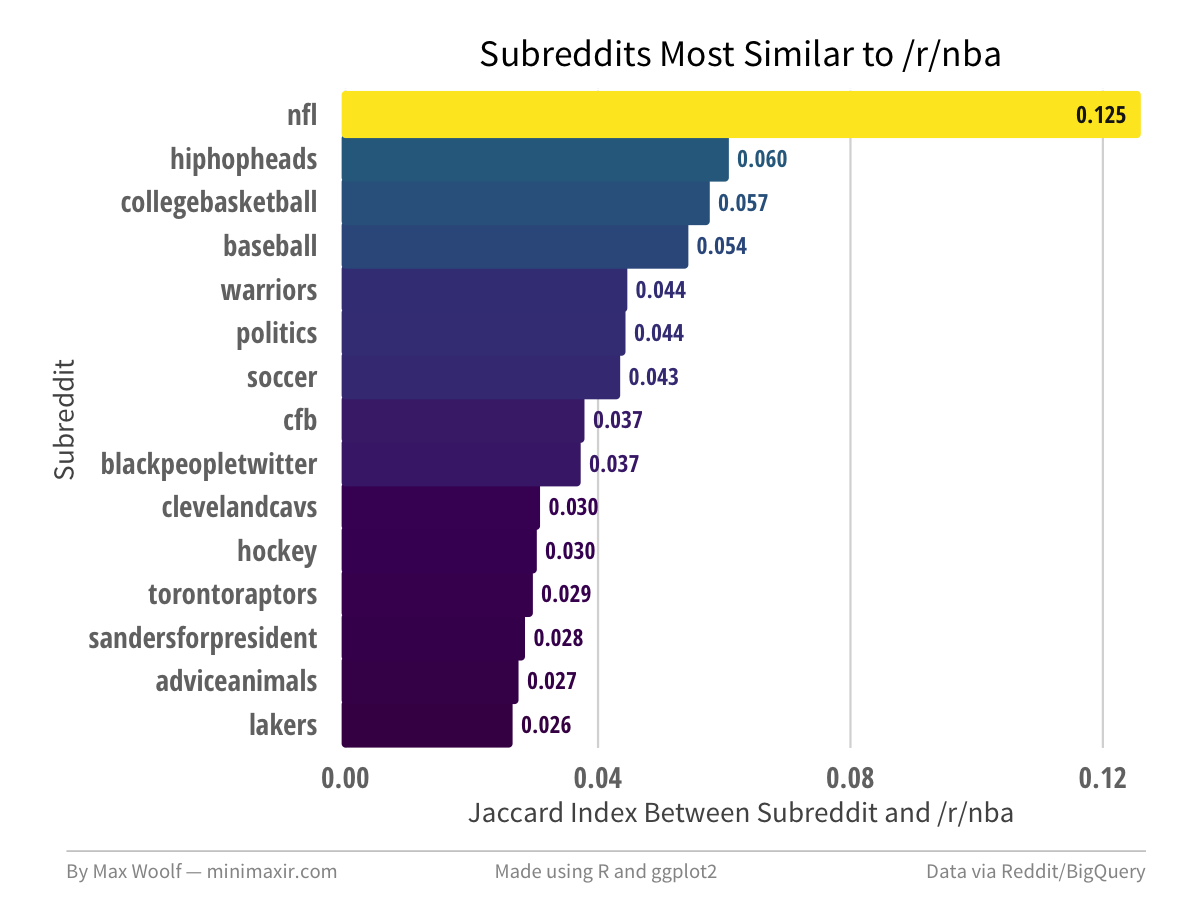 Subreddits Most Similar to /r/nba
nfl 0.125
hiphopheads 0.060
collegebasketball 0.057
baseball 0.054
warriors 0.044
politics 0.044
soccer 0.043
cfb 0.037
blackpeopletwitter 0.037
clevelandcavs 0.030
hockey 0.030
torontoraptors 0.029
sandersforpresident 0.028
adviceanimals 0.027
lakers 0.026
Subreddit
0.00 0.04 0.08 0.12
Jaccard Index Between Subreddit and /r/nba
By Max Woolf — minimaxir.com Made using R and ggplot2 Data via Reddit/BigQuery